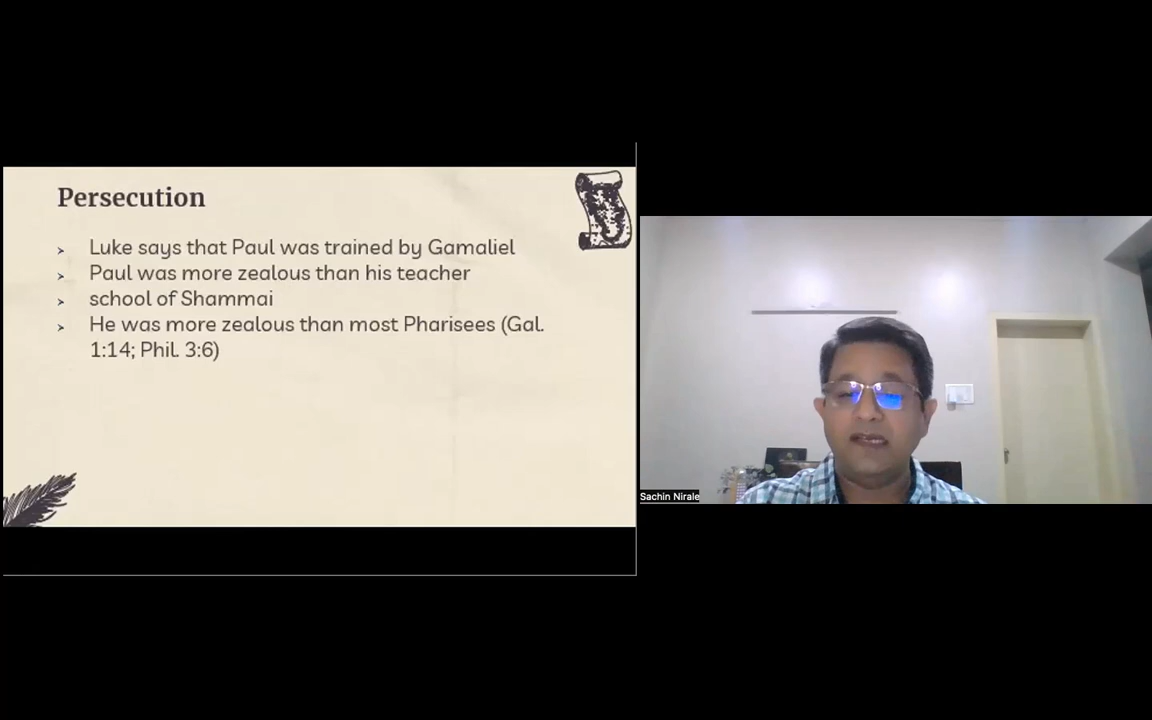 Persecution
➢ Luke says that Paul was trained by Gamaliel
➢ Paul was more zealous than his teacher
➢ school of Shammai
➢ He was more zealous than most Pharisees (Gal.
1:14; Phil. 3:6)
Sachin Nirale